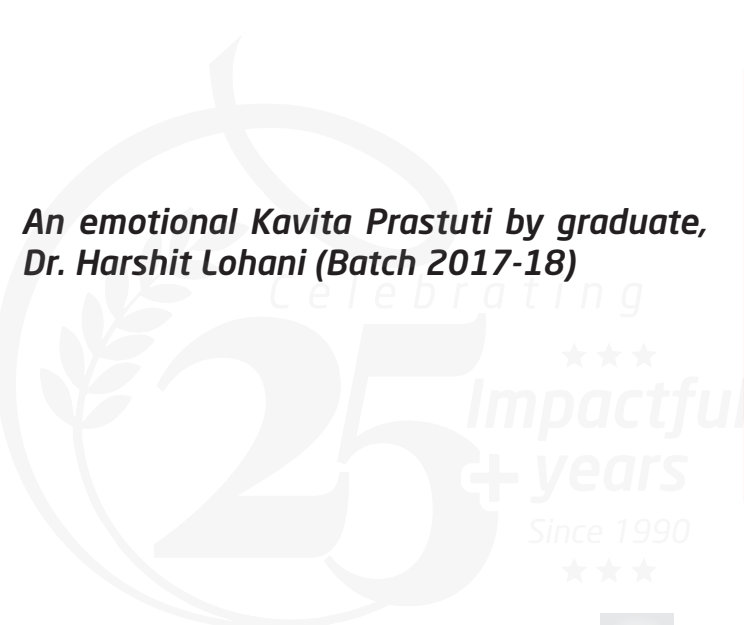 An emotional Kavita Prastuti by graduate,
Dr. Harshit Lohani (Batch 2017-18)
Celebrating
25
Impactful
+ years
Since 1990